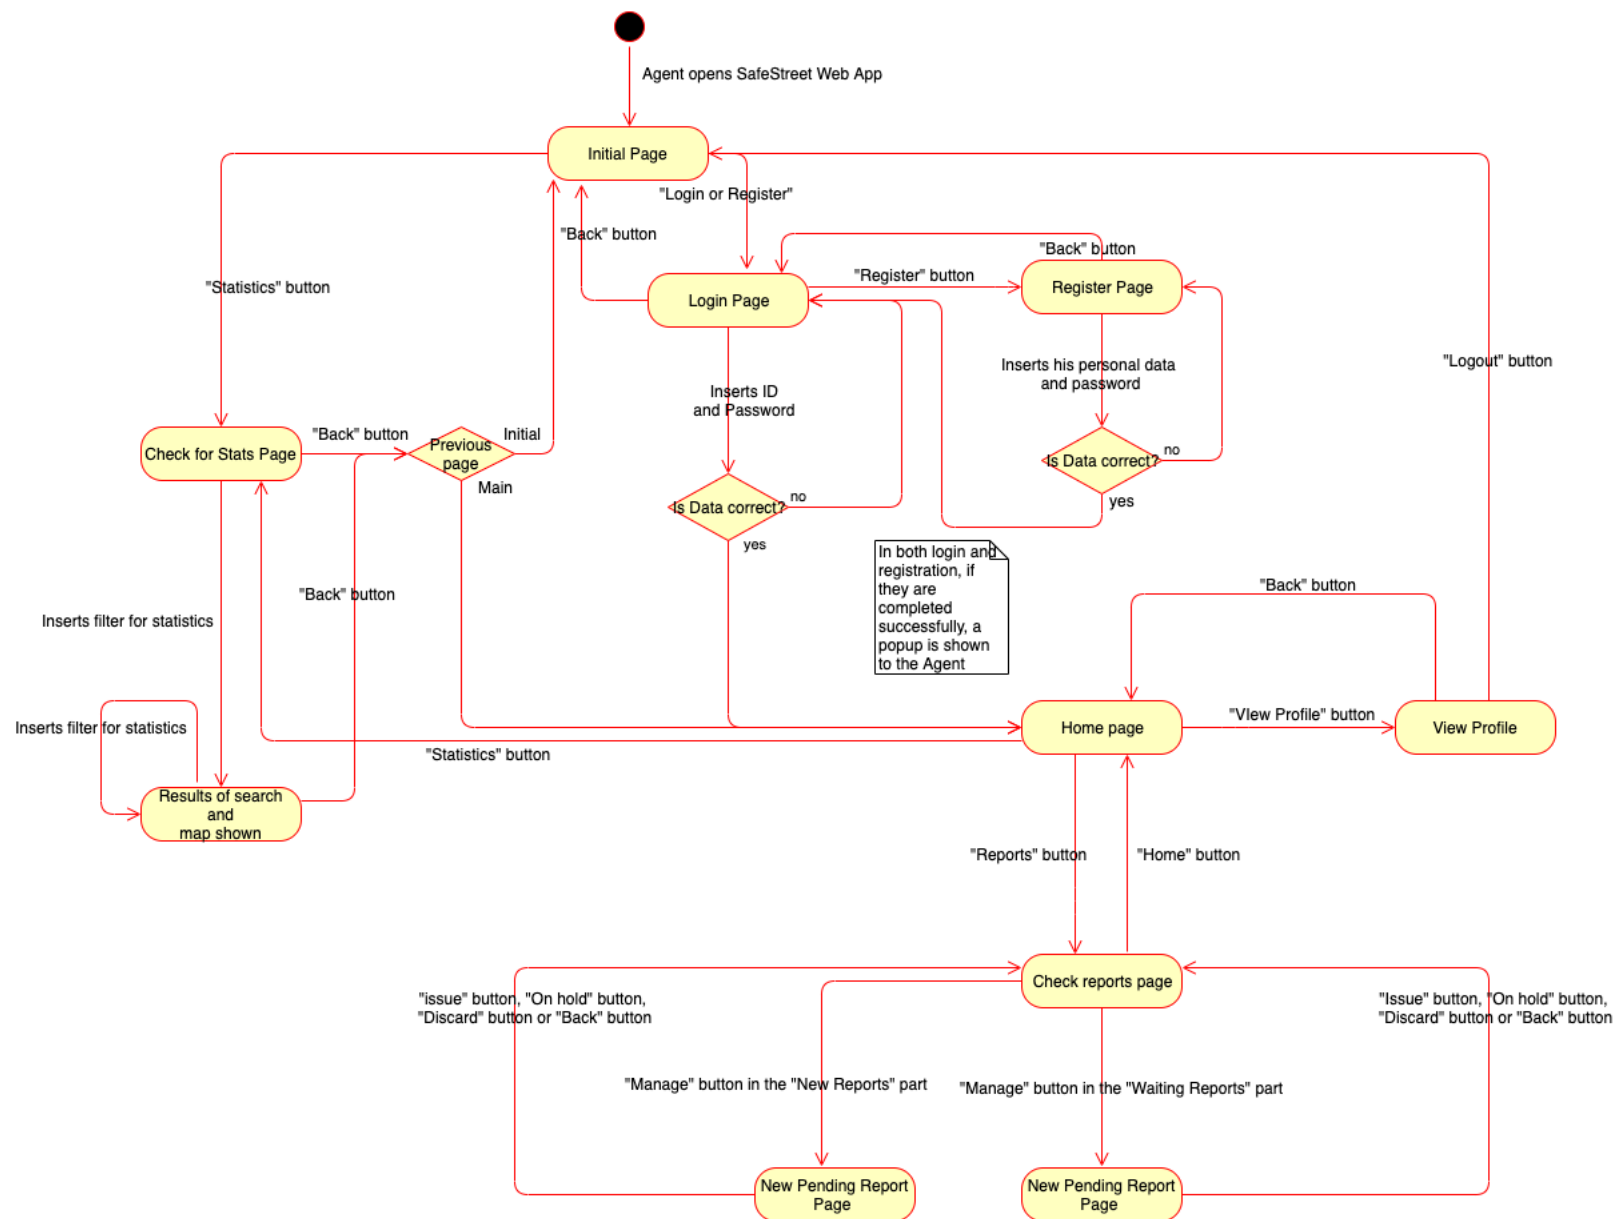 Agent opens SafeStreet Web App
Initial Page
"Login or Register"
"Back" button
"Back" button
"Statistics" button
"Register" button
Login Page
Register Page
"Logout" button
Inserts his personal data
and password
Inserts ID
and Password
"Back" button
Initial
Check for Stats Page
Previous
page
Is Data correct?
no
Main
yes
no
Is Data correct?
yes
In both login and
registration, if
they are
completed
successfully, a
popup is shown
to the Agent
"Back" button
"Back" button
Inserts filter for statistics
Inserts filter for statistics
"VIew Profile" button
Home page
View Profile
"Statistics" button
Results of search
and
map shown
"Reports" button
"Home" button
Check reports page
"issue" button, "On hold" button,
"Discard" button or "Back" button
"Issue" button, "On hold" button,
"Discard" button or "Back" button
"Manage" button in the "New Reports" part
"Manage" button in the "Waiting Reports" part
New Pending Report
Page
New Pending Report
Page